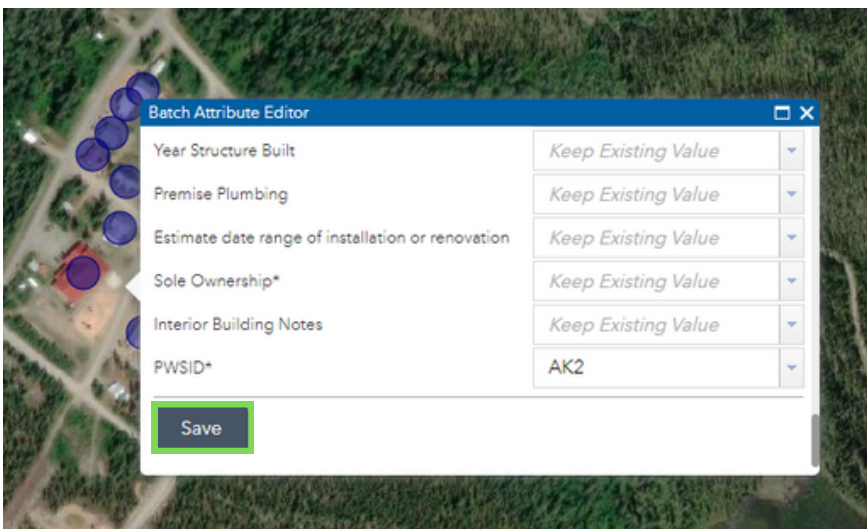 Batch Attribute Editor
Year Structure Built Keep Existing Value
Premise Plumbing Keep Existing Value
Estimate date range of installation or renovation Keep Existing Value
Sole Ownership* Keep Existing Value
Interior Building Notes Keep Existing Value
PWSID* AK2
Save